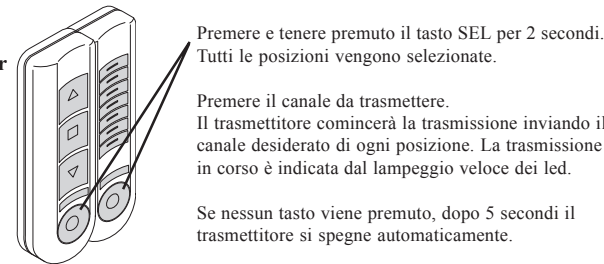 r
Premere e tenere premuto il tasto SEL per 2 secondi.
Tutti le posizioni vengono selezionate.
Premere il canale da trasmettere.
Il trasmettitore comincerà la trasmissione inviando il
canale desiderato di ogni posizione. La trasmissione
in corso è indicata dal lampeggio veloce dei led.
Se nessun tasto viene premuto, dopo 5 secondi il
trasmettitore si spegne automaticamente.